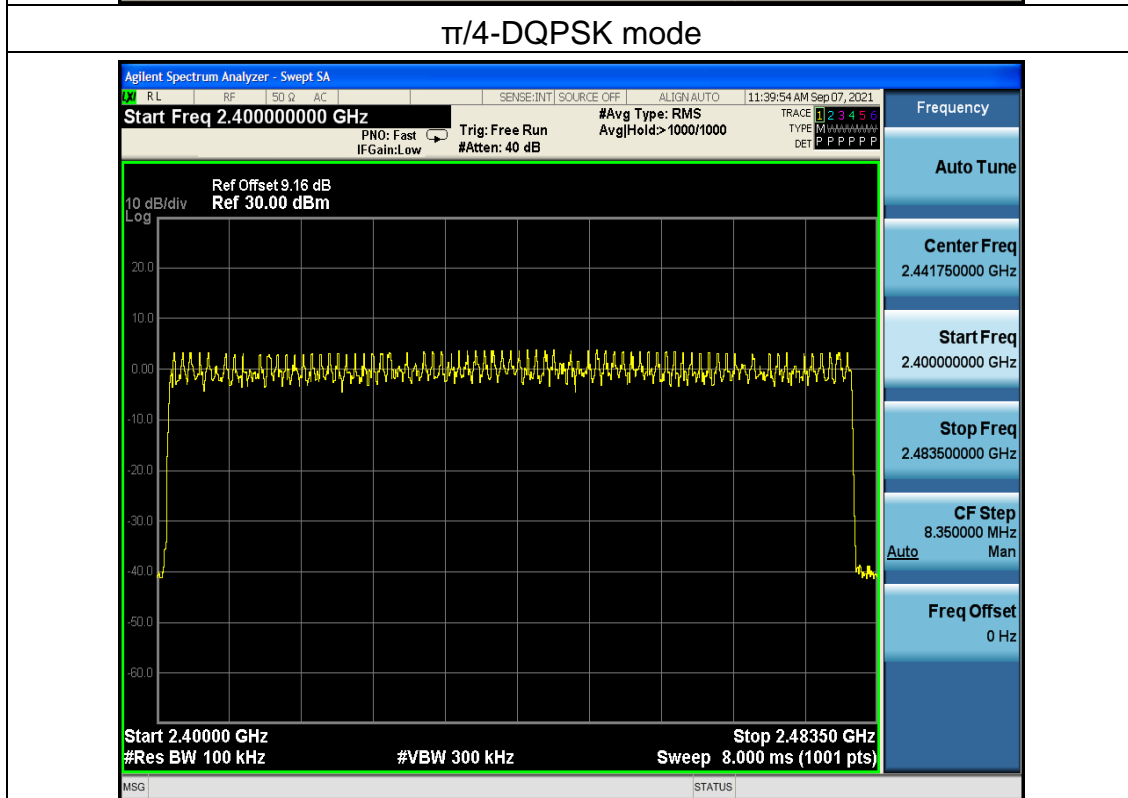 π/4-DQPSK mode
Agilent Spectrum Analyzer - Swept SA
LXI RL RF 50 Ω AC SENSE:INT SOURCE OFF ALIGN AUTO 11:39:54 AM Sep 07, 2021
Start Freq 2.400000000 GHz
PNO: Fast
IFGain:Low
Trig: Free Run
#Atten: 40 dB
#Avg Type: RMS
Avg|Hold:>1000/1000
TRACE 1 2 3 4 5 6
TYPE M
DET P P P P P P
Ref Offset 9.16 dB
10 dB/div Ref 30.00 dBm
Log
20.0
10.0
0.00
-10.0
-20.0
-30.0
-40.0
-50.0
-60.0
Start 2.40000 GHz Stop 2.48350 GHz
#Res BW 100 kHz #VBW 300 kHz Sweep 8.000 ms (1001 pts)
MSG STATUS
Frequency
Auto Tune
Center Freq
2.441750000 GHz
Start Freq
2.400000000 GHz
Stop Freq
2.483500000 GHz
CF Step
8.350000 MHz
Auto Man
Freq Offset
0 Hz